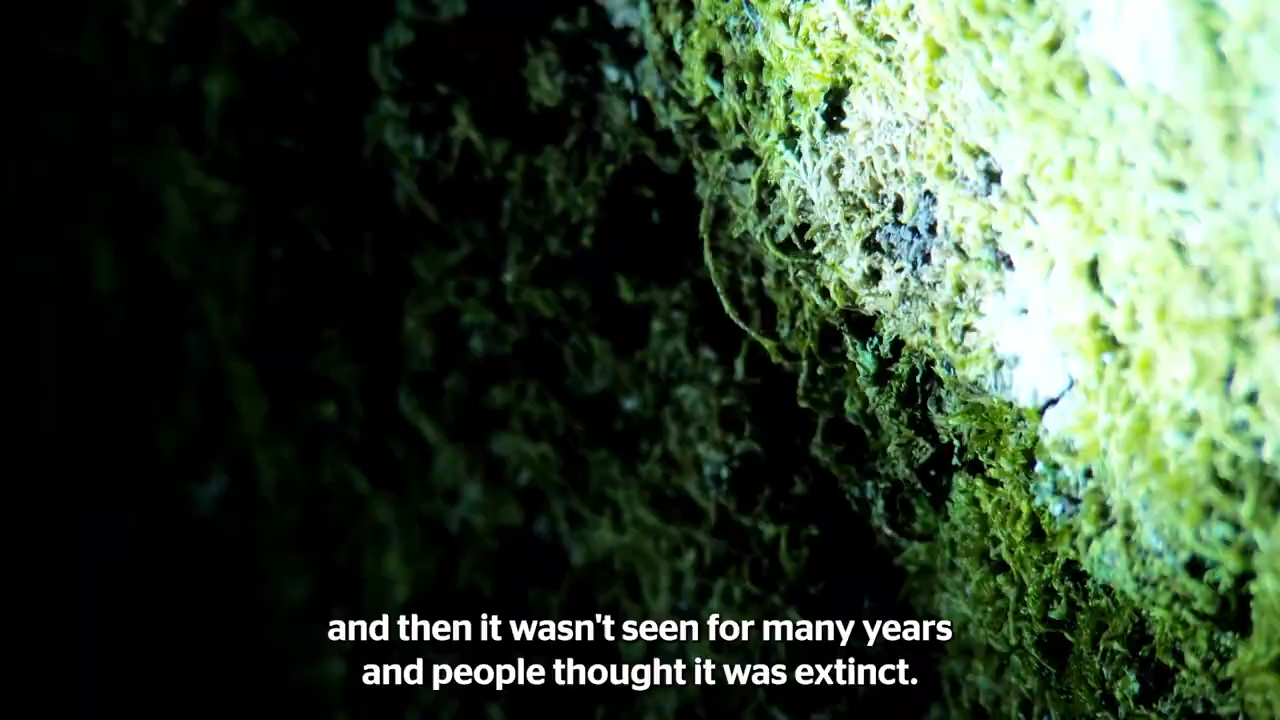 and then it wasn't seen for many years
and people thought it was extinct.